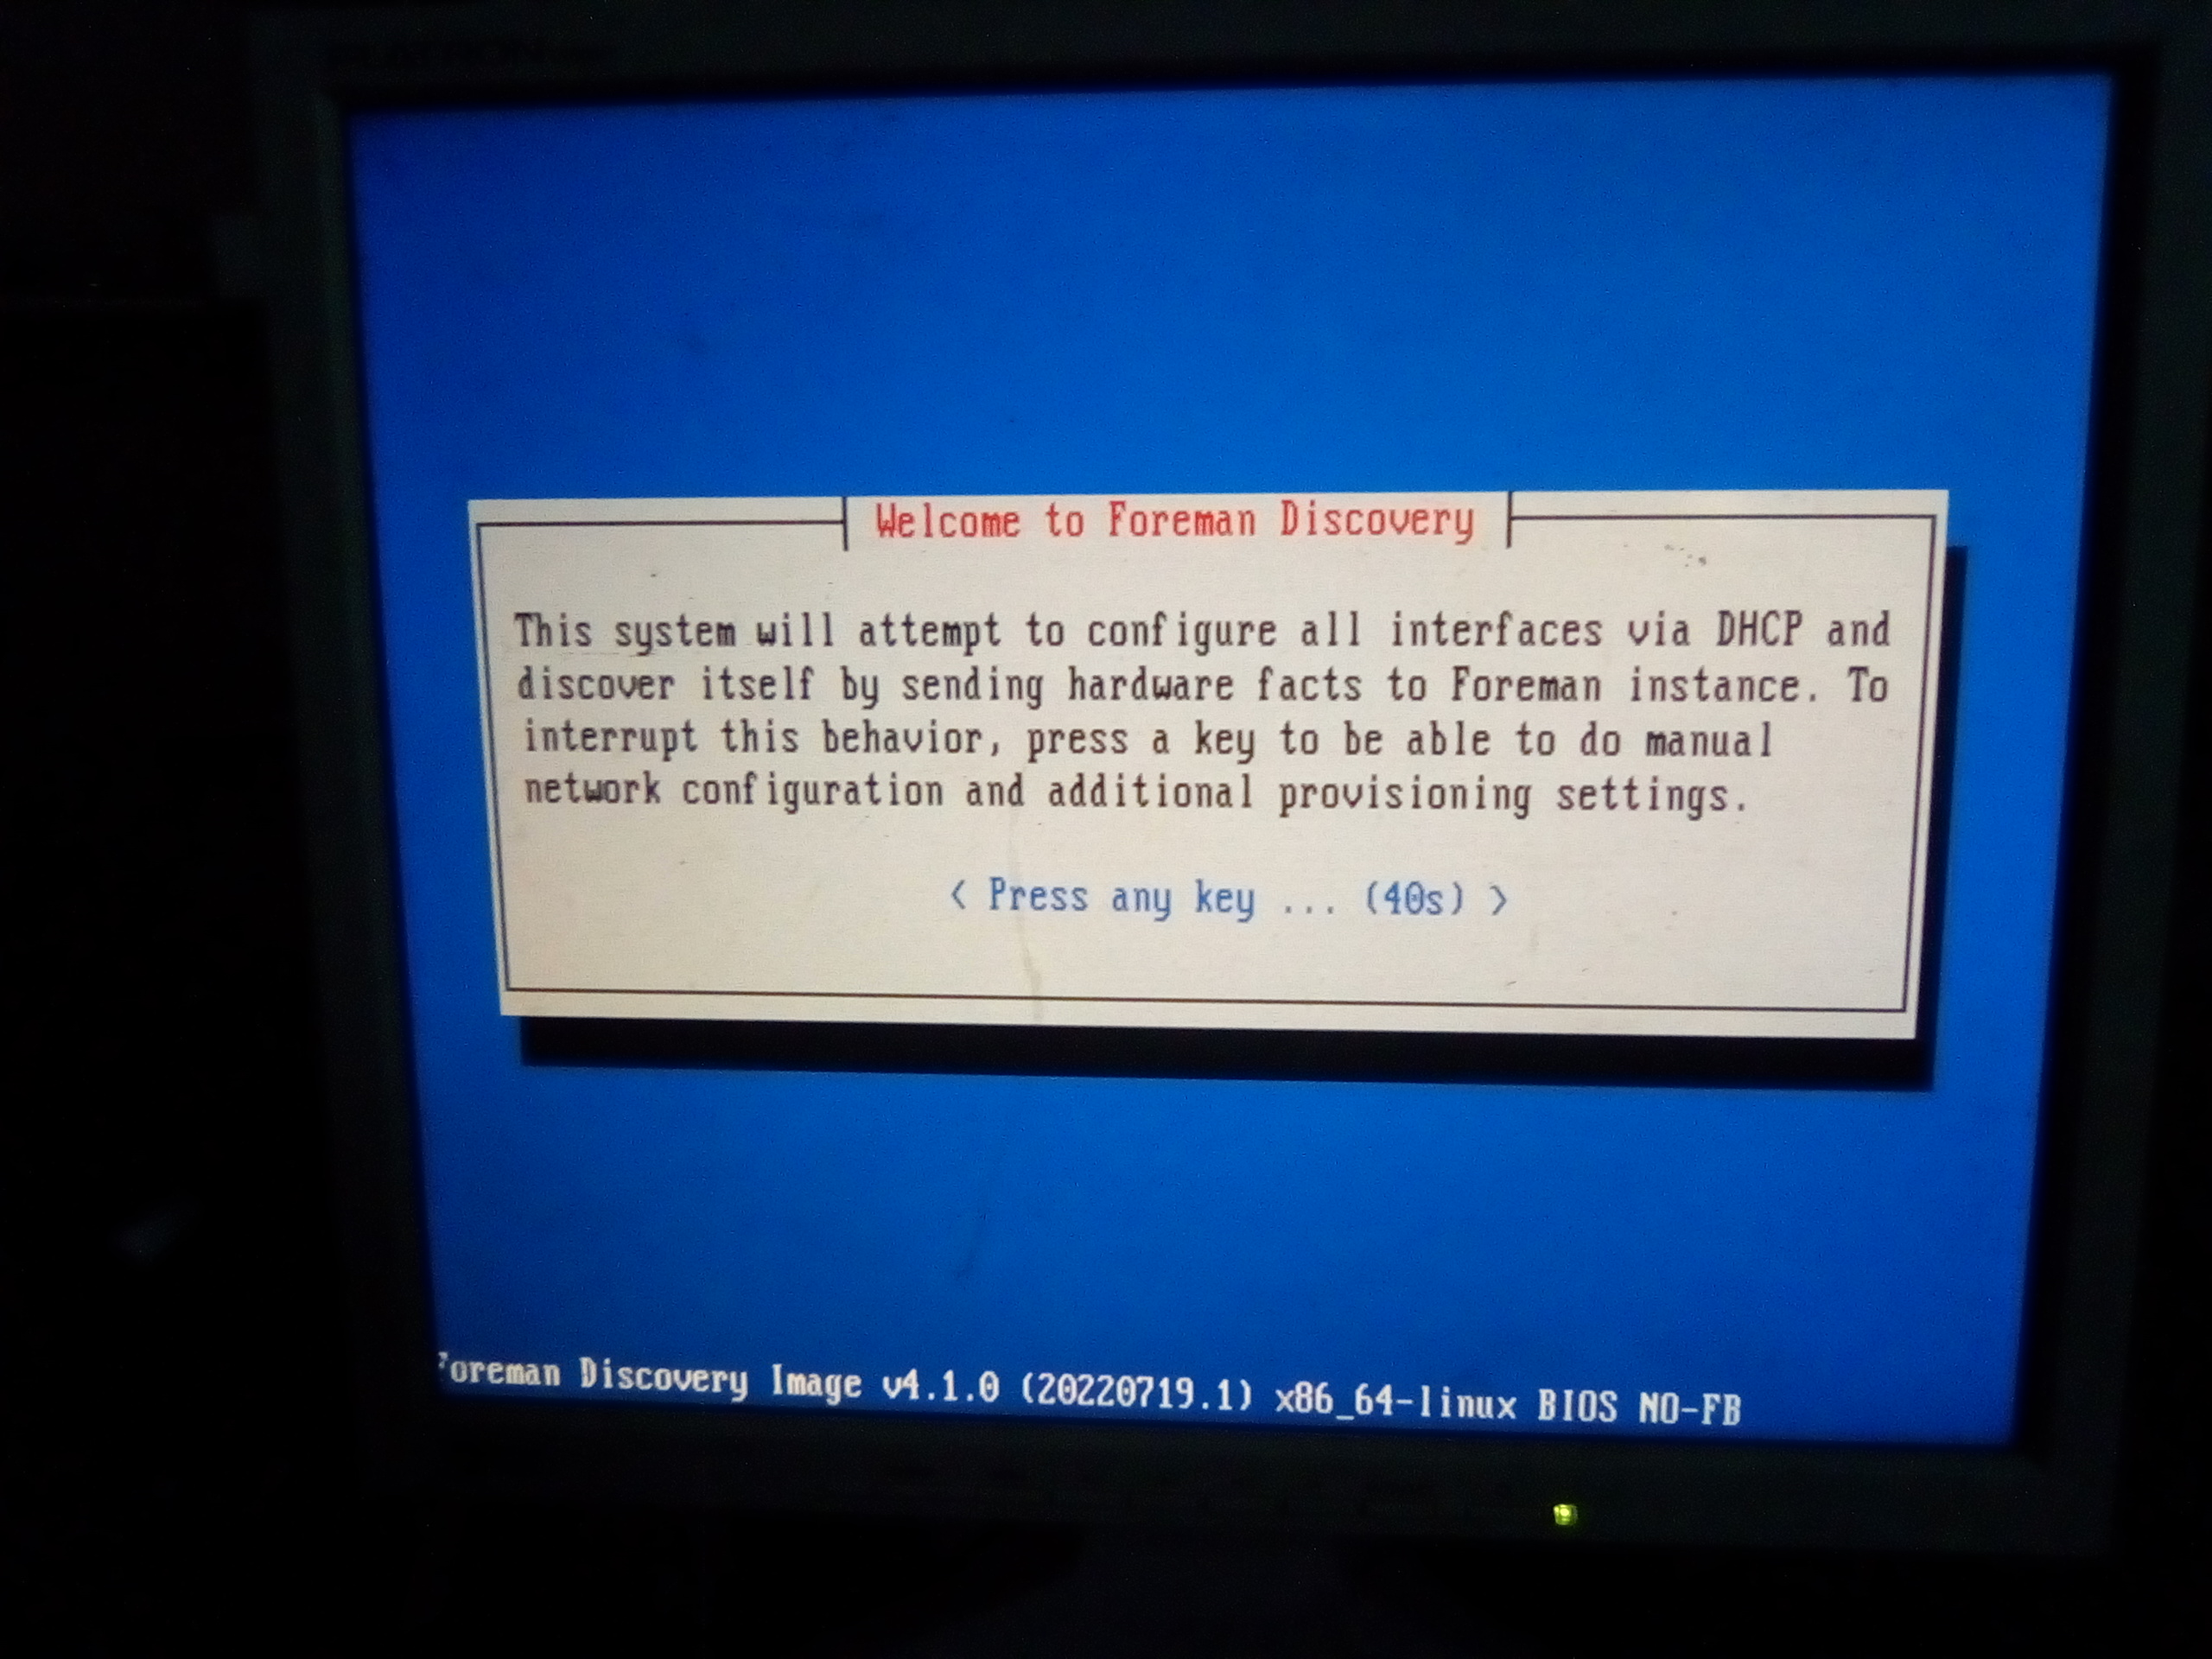 Welcome to Foreman Discovery
This system will attempt to configure all interfaces via DHCP and
discover itself by sending hardware facts to Foreman instance. To
interrupt this behavior, press a key to be able to do manual
network configuration and additional provisioning settings.
< Press any key ... (40s) >
Foreman Discovery Image v4.1.0 (20220719.1) x86_64-linux BIOS NO-FB